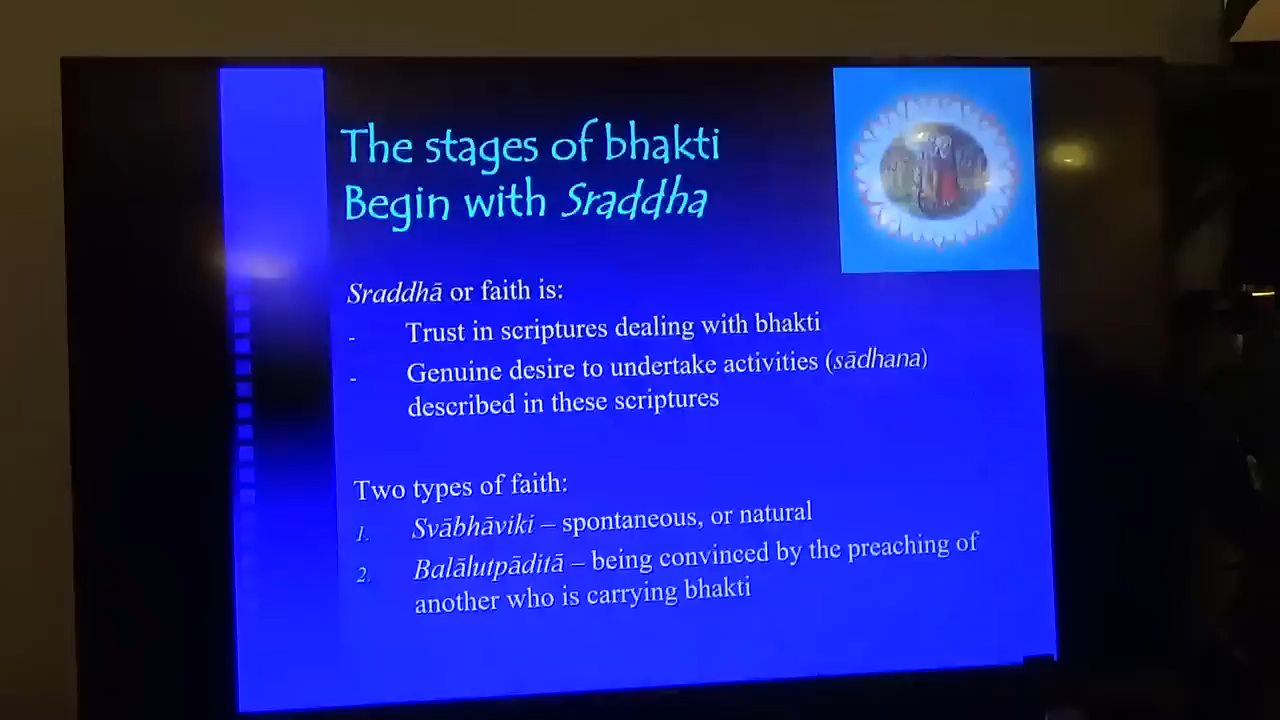 The stages of bhakti
Begin with Sraddha
Sraddhā or faith is:
- Trust in scriptures dealing with bhakti
- Genuine desire to undertake activities (sādhana)
described in these scriptures
Two types of faith:
1. Svābhāviki – spontaneous, or natural
2. Balālutpāditā – being convinced by the preaching of
another who is carrying bhakti